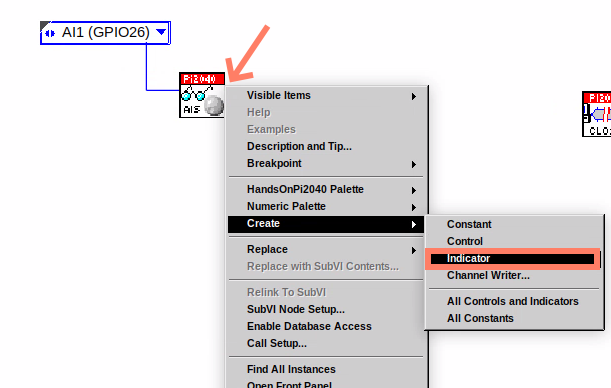 AI1 (GPIO26)
Pi2040
AIS
Visible Items
Help
Examples
Description and Tip...
Breakpoint
HandsOnPi2040 Palette
Numeric Palette
Create
Replace
Replace with SubVI Contents...
Relink To SubVI
SubVI Node Setup...
Enable Database Access
Call Setup...
Find All Instances
Open Front Panel
Constant
Control
Indicator
Channel Writer...
All Controls and Indicators
All Constants